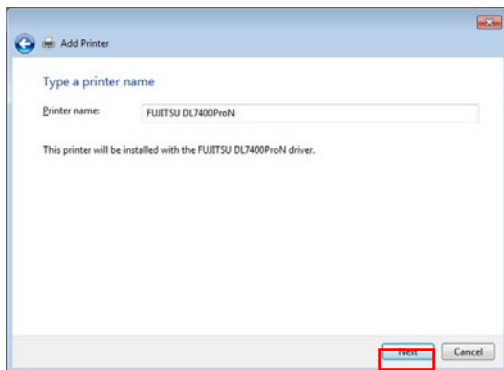 Add Printer
Type a printer name
Printer name: FUJITSU DL7400ProN
This printer will be installed with the FUJITSU DL7400ProN driver.
Next Cancel